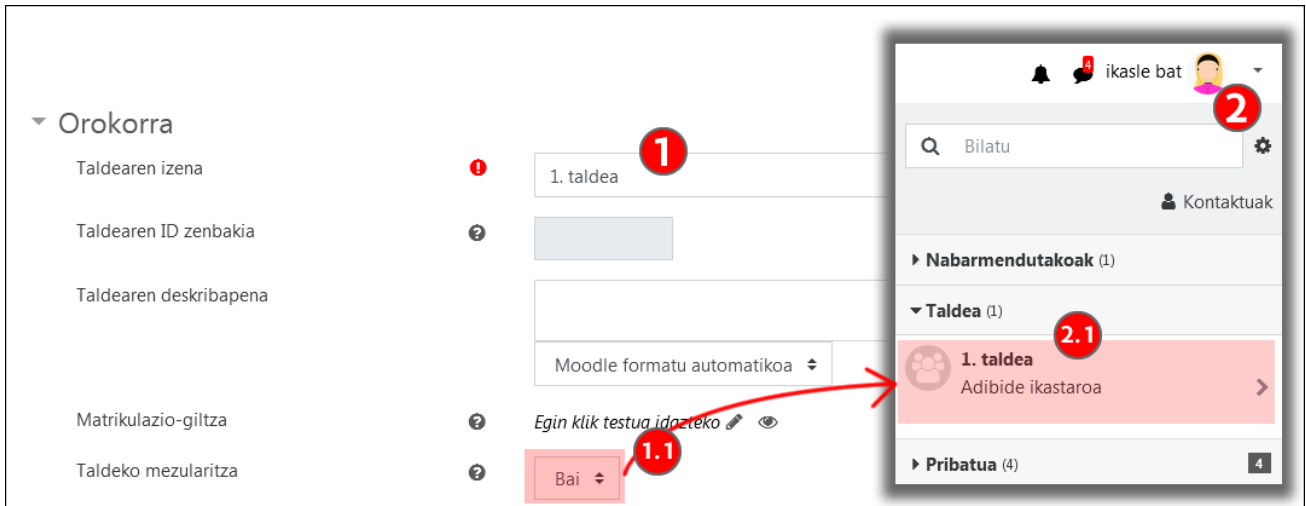 Orokorra
Taldearen izena
1. taldea
1
Taldearen ID zenbakia
Taldearen deskribapena
Moodle formatu automatikoa
Matrikulazio-giltza
Egin klik testua idazteko
1.1
Taldeko mezularitza
Bai
4
ikasle bat
2
Bilatu
Kontaktuak
Nabarmendutakoak (1)
Taldea (1)
2.1
1. taldea
Adibide ikastaroa
Pribatua (4)
4